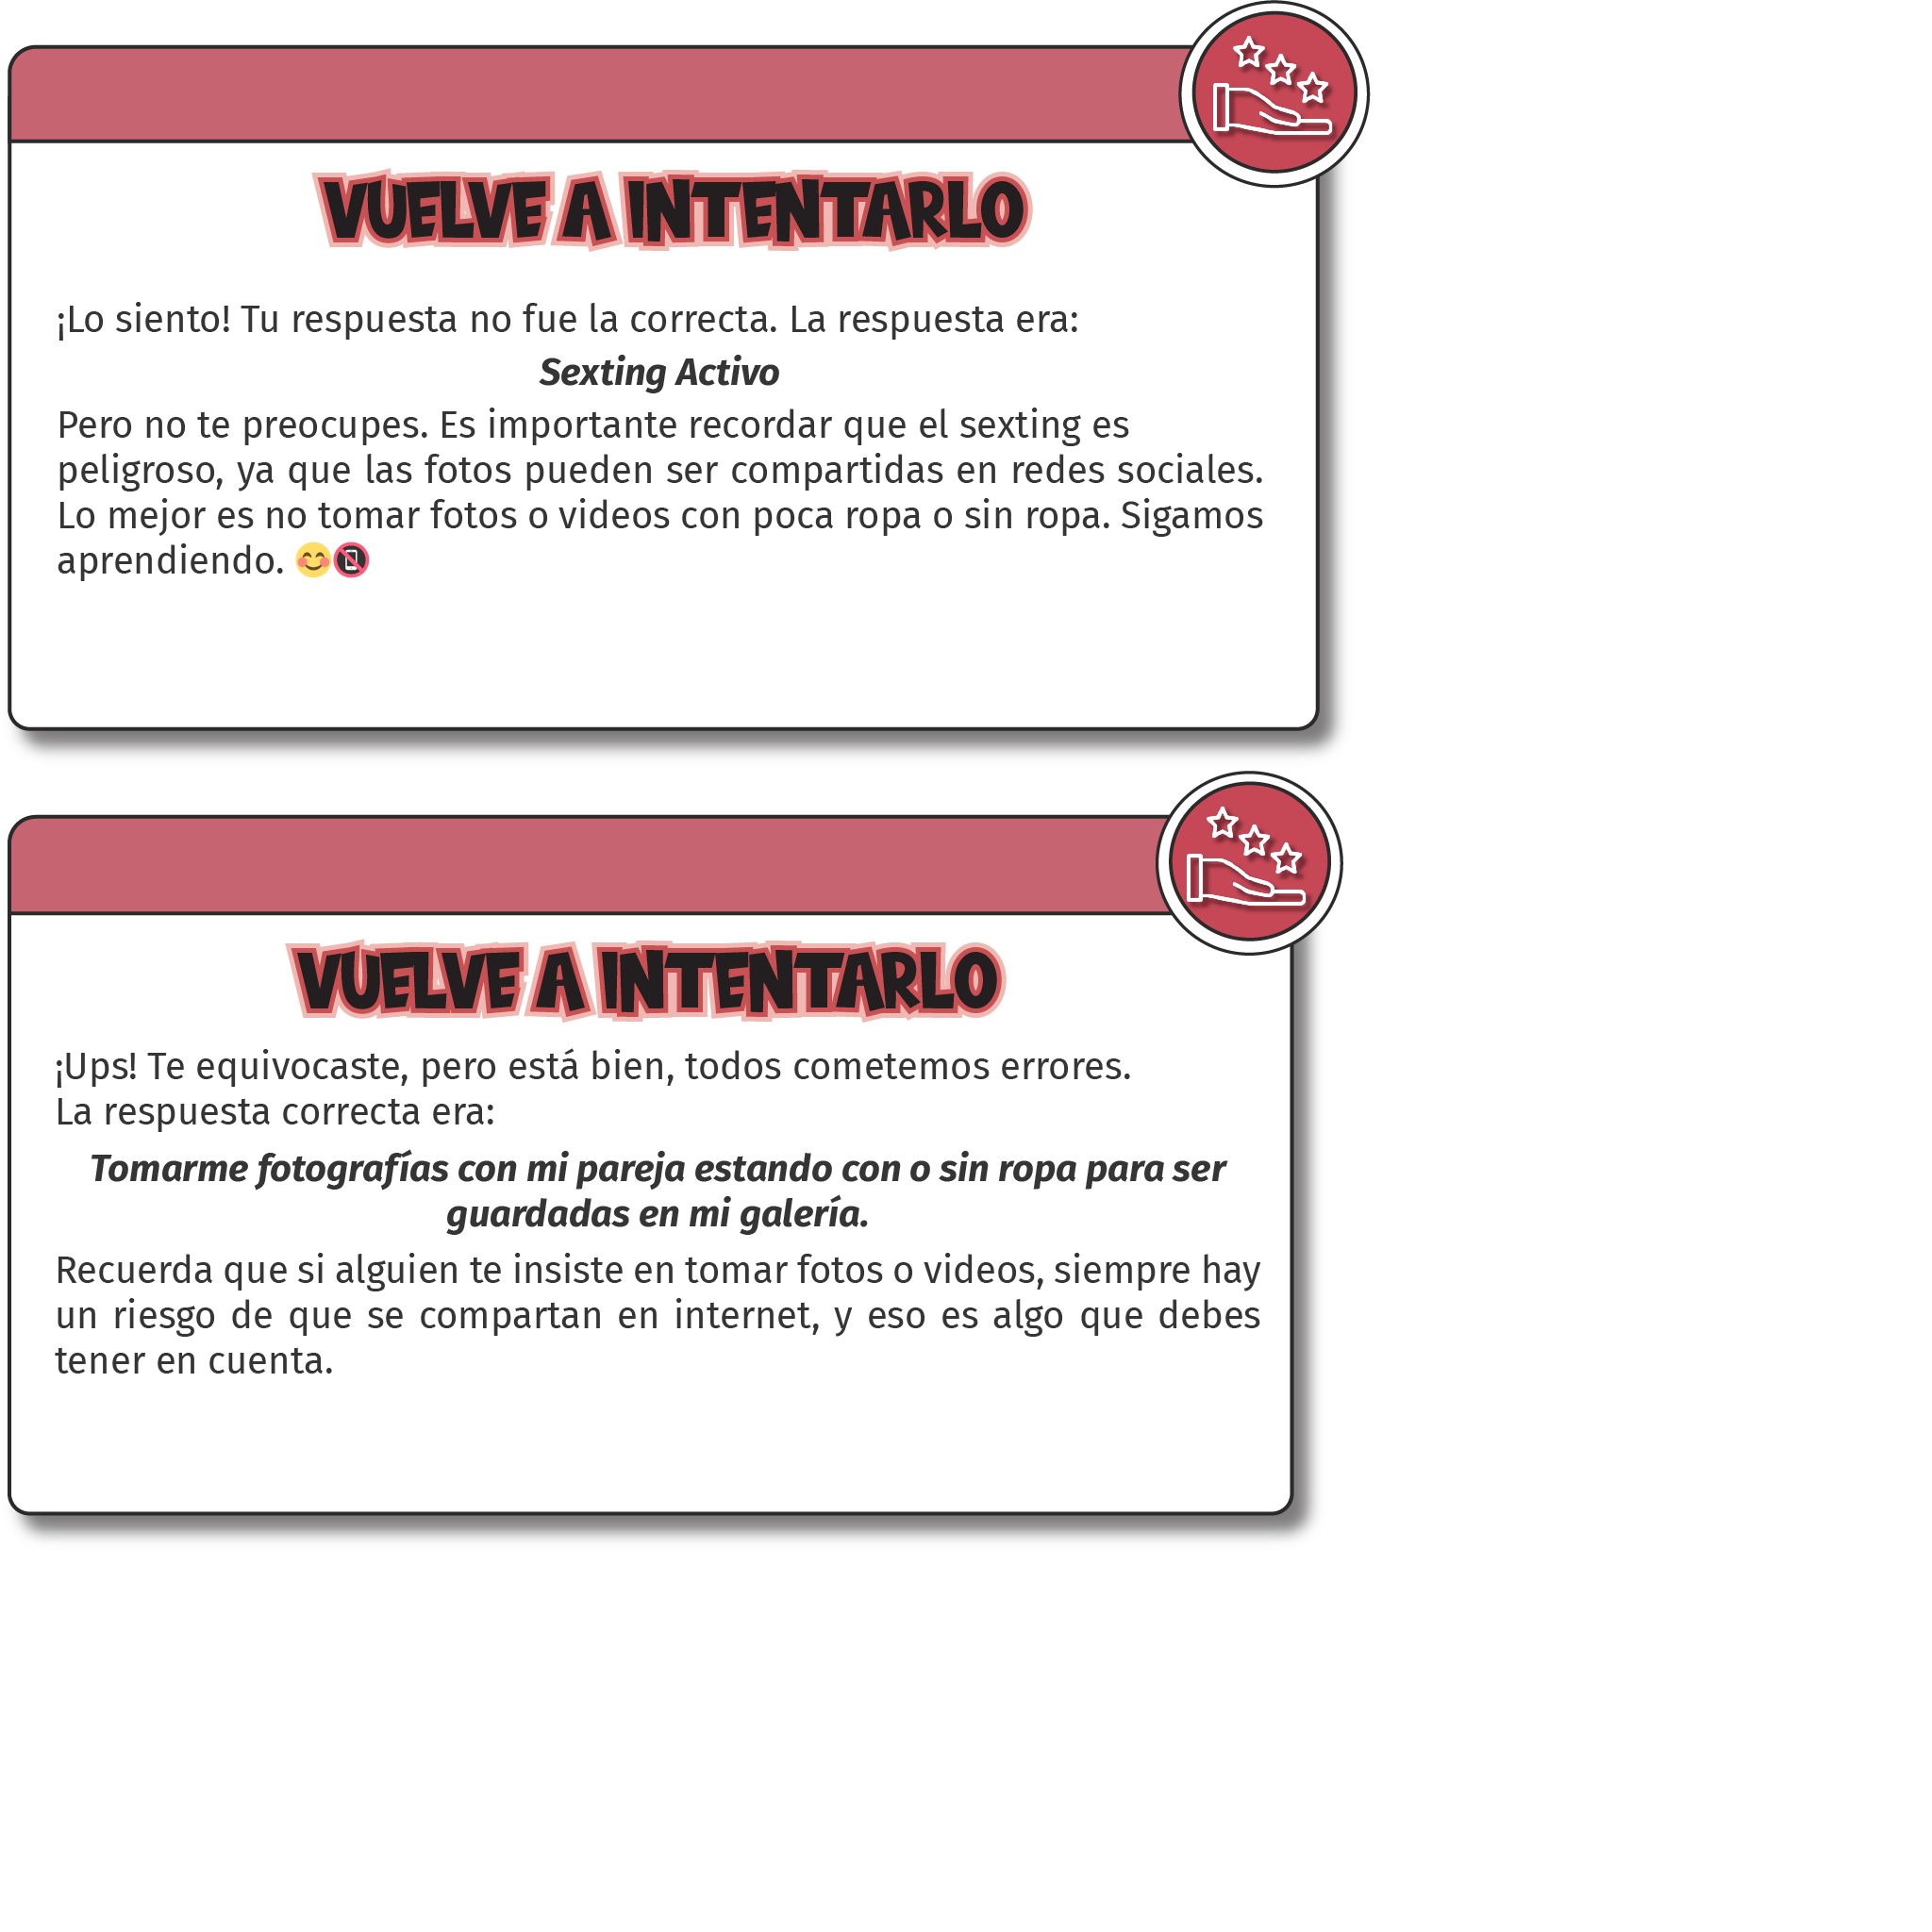 VUELVE A INTENTARLO
¡Lo siento! Tu respuesta no fue la correcta. La respuesta era:
Sexting Activo
Pero no te preocupes. Es importante recordar que el sexting es
peligroso, ya que las fotos pueden ser compartidas en redes sociales.
Lo mejor es no tomar fotos o videos con poca ropa o sin ropa. Sigamos
aprendiendo. 😊📵
VUELVE A INTENTARLO
¡Ups! Te equivocaste, pero está bien, todos cometemos errores.
La respuesta correcta era:
Tomarme fotografías con mi pareja estando con o sin ropa para ser
guardadas en mi galería.
Recuerda que si alguien te insiste en tomar fotos o videos, siempre hay
un riesgo de que se compartan en internet, y eso es algo que debes
tener en cuenta.